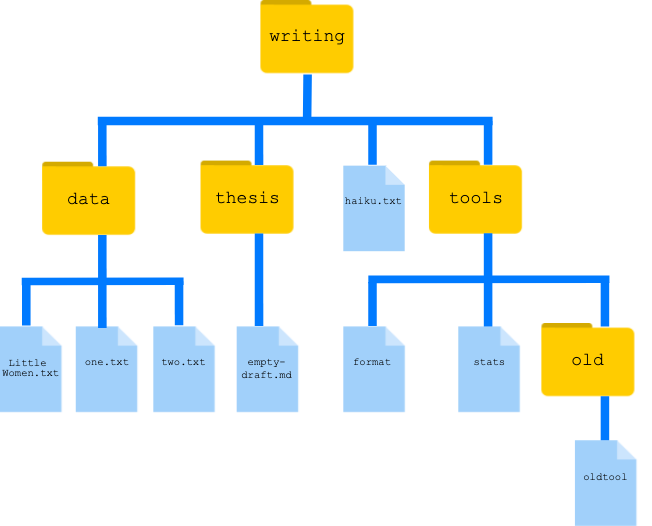 writing
data
thesis
haiku.txt
tools
Little
Women.txt
one.txt
two.txt
empty-
draft.md
format
stats
old
oldtool